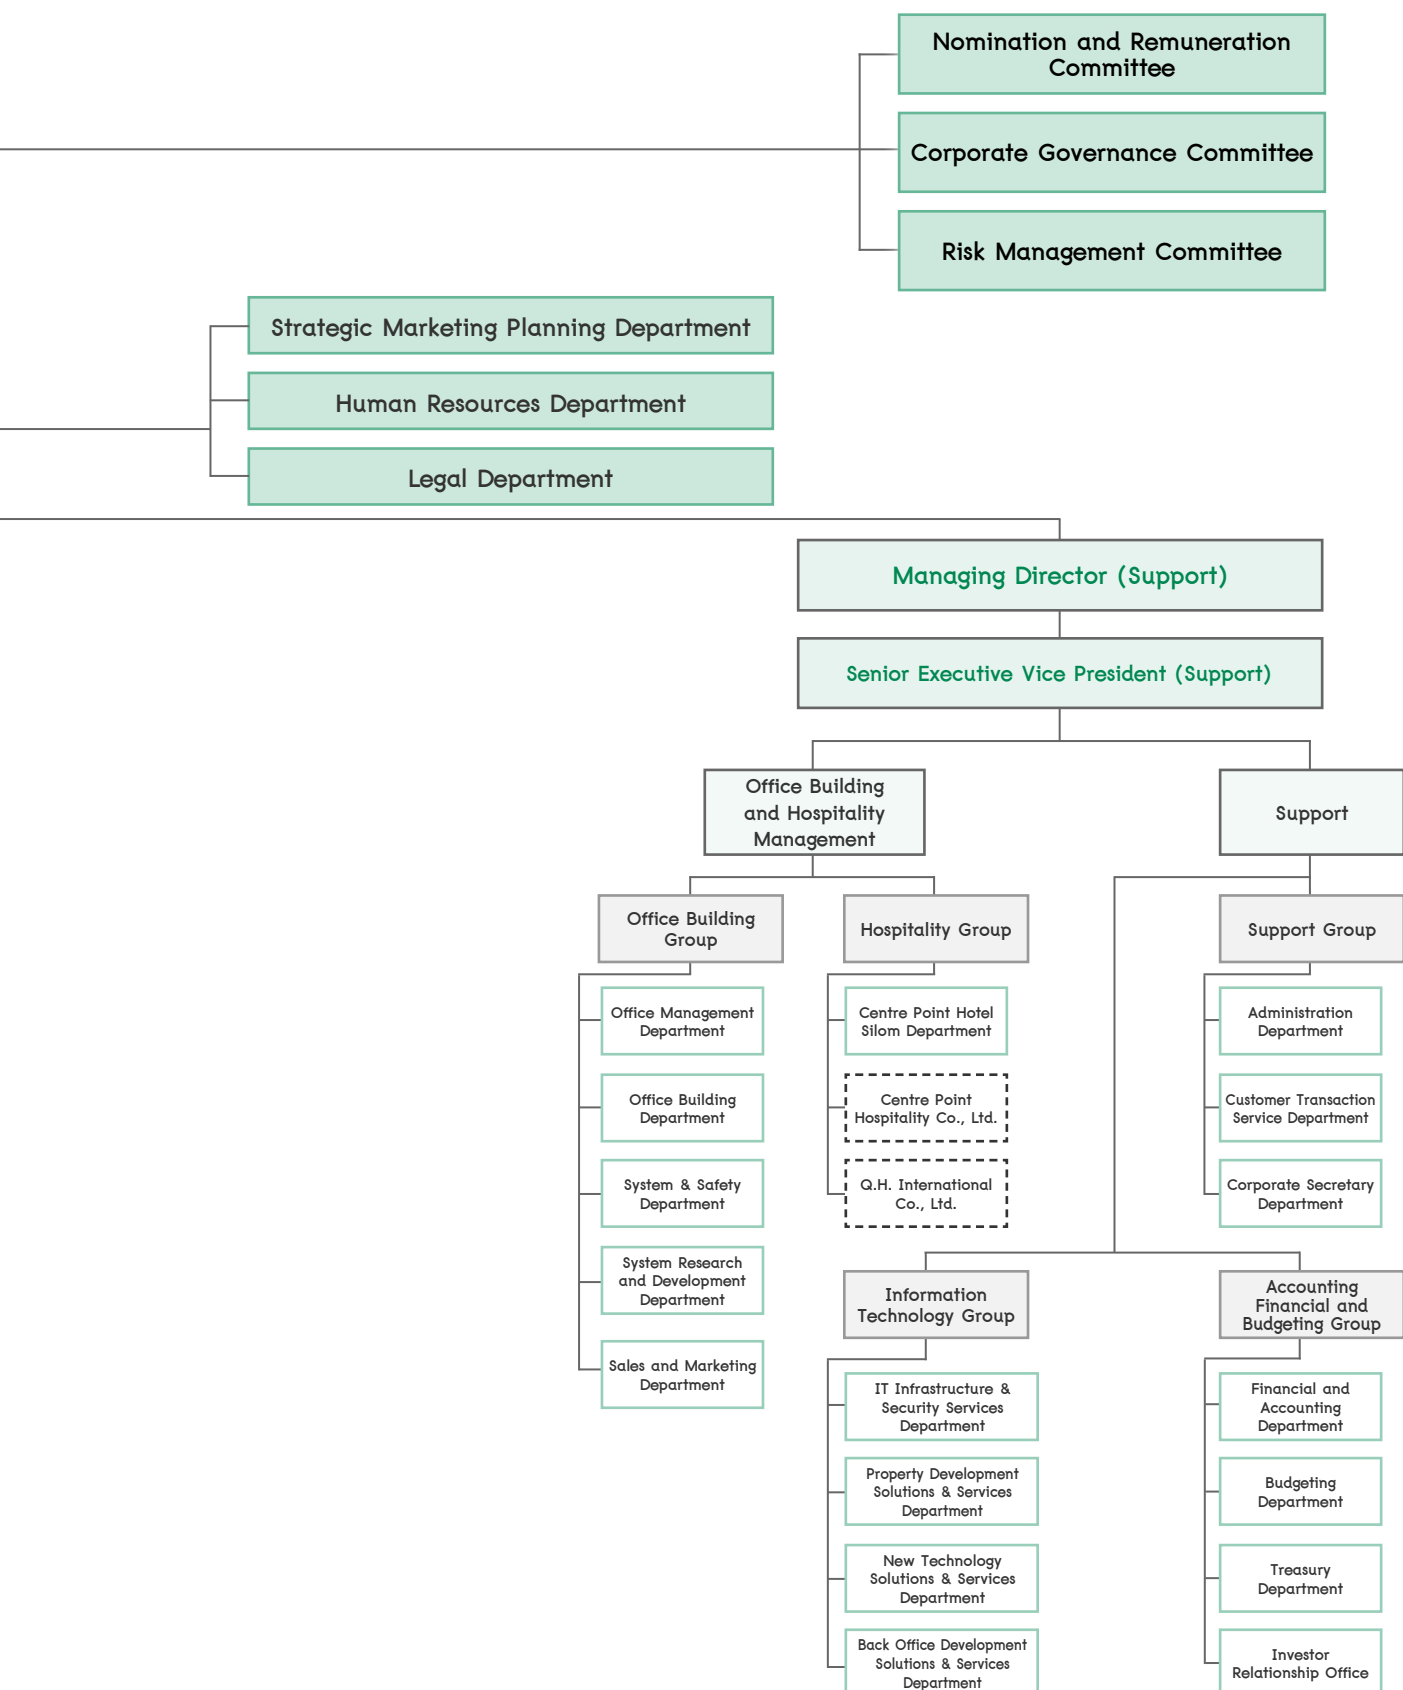 Nomination and Remuneration
Committee
Corporate Governance Committee
Risk Management Committee
Strategic Marketing Planning Department
Human Resources Department
Legal Department
Managing Director (Support)
Senior Executive Vice President (Support)
Office Building
and Hospitality
Management
Support
Office Building
Group
Hospitality Group
Support Group
Office Management
Department
Office Building
Department
System & Safety
Department
System Research
and Development
Department
Sales and Marketing
Department
Centre Point Hotel
Silom Department
Centre Point
Hospitality Co., Ltd.
Q.H. International
Co., Ltd.
Administration
Department
Customer Transaction
Service Department
Corporate Secretary
Department
Information
Technology Group
Accounting
Financial and
Budgeting Group
IT Infrastructure &
Security Services
Department
Property Development
Solutions & Services
Department
New Technology
Solutions & Services
Department
Back Office Development
Solutions & Services
Department
Financial and
Accounting
Department
Budgeting
Department
Treasury
Department
Investor
Relationship Office